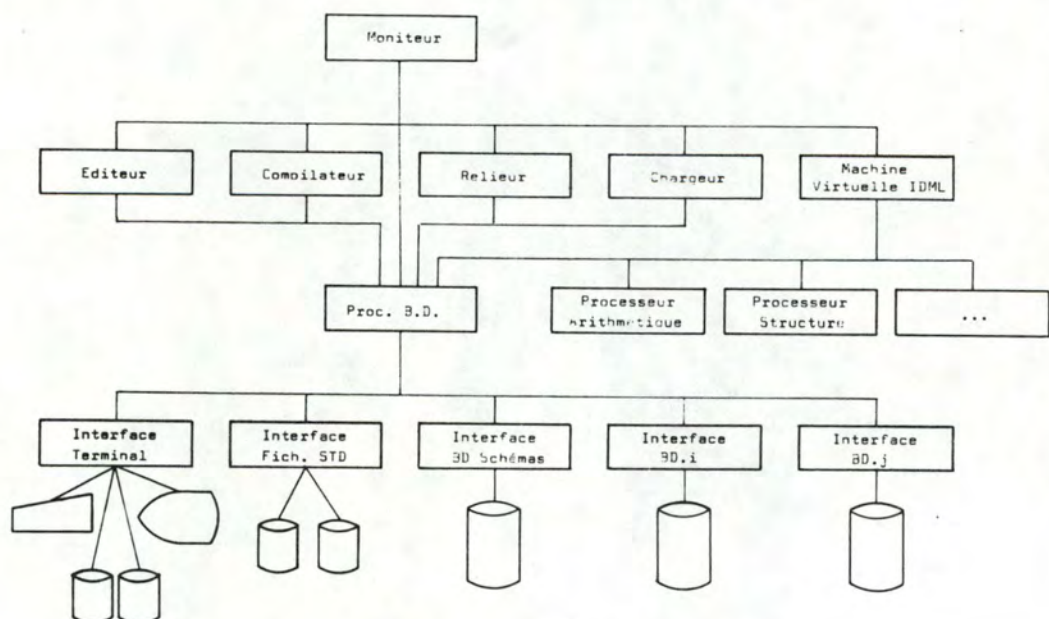 Moniteur
Editeur
Compilateur
Relieur
Chargeur
Machine
Virtuelle IDML
Proc. B.D.
Processeur
Arithmétique
Processeur
Structure
...
Interface
Terminal
Interface
Fich. STD
Interface
BD Schémas
Interface
BD.i
Interface
BD.j